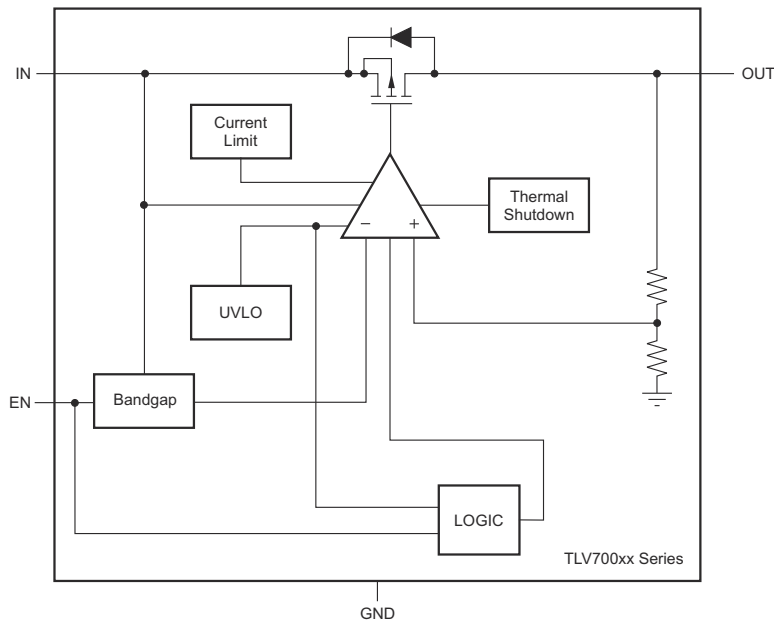 IN
OUT
Current
Limit
Thermal
Shutdown
−
+
UVLO
EN
Bandgap
LOGIC
TLV700xx Series
GND